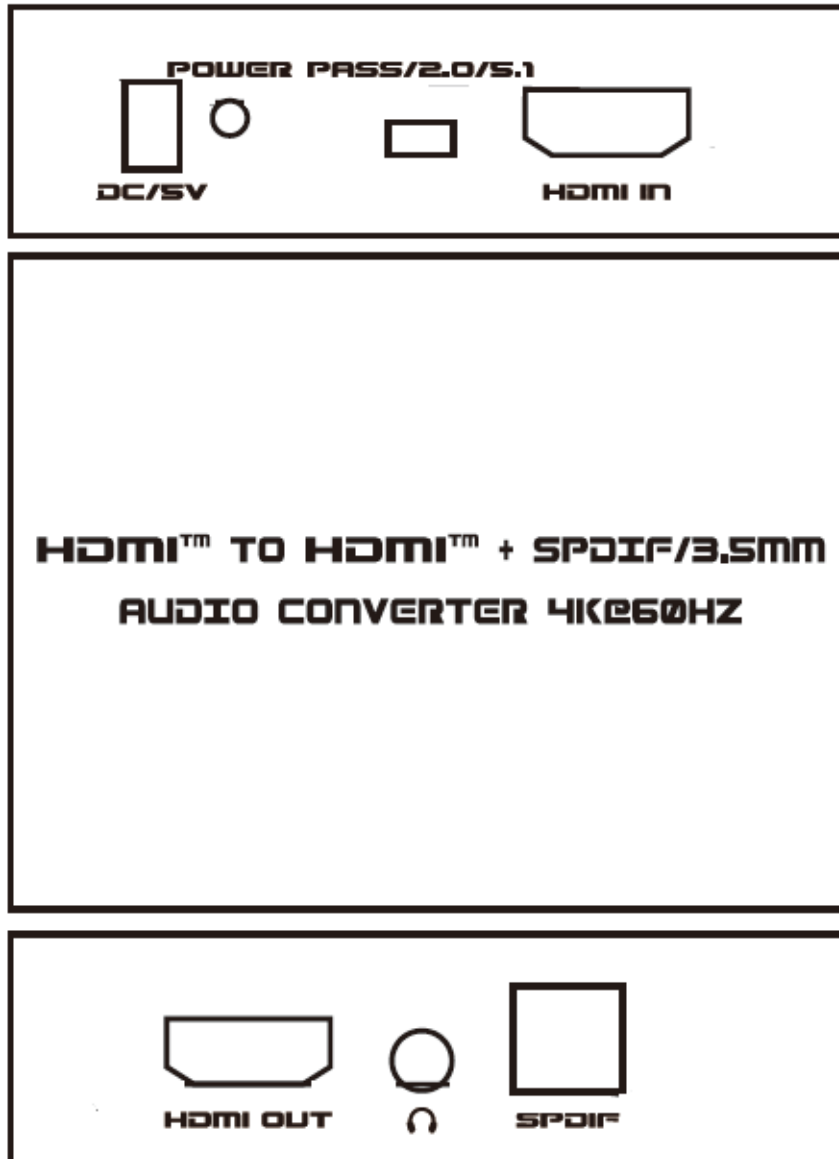 POWER PASS/2.0/5.1
DC/5V HDMI IN
HDMI™ TO HDMI™ + SPDIF/3.5MM
AUDIO CONVERTER 4K@60HZ
HDMI OUT SPDIF